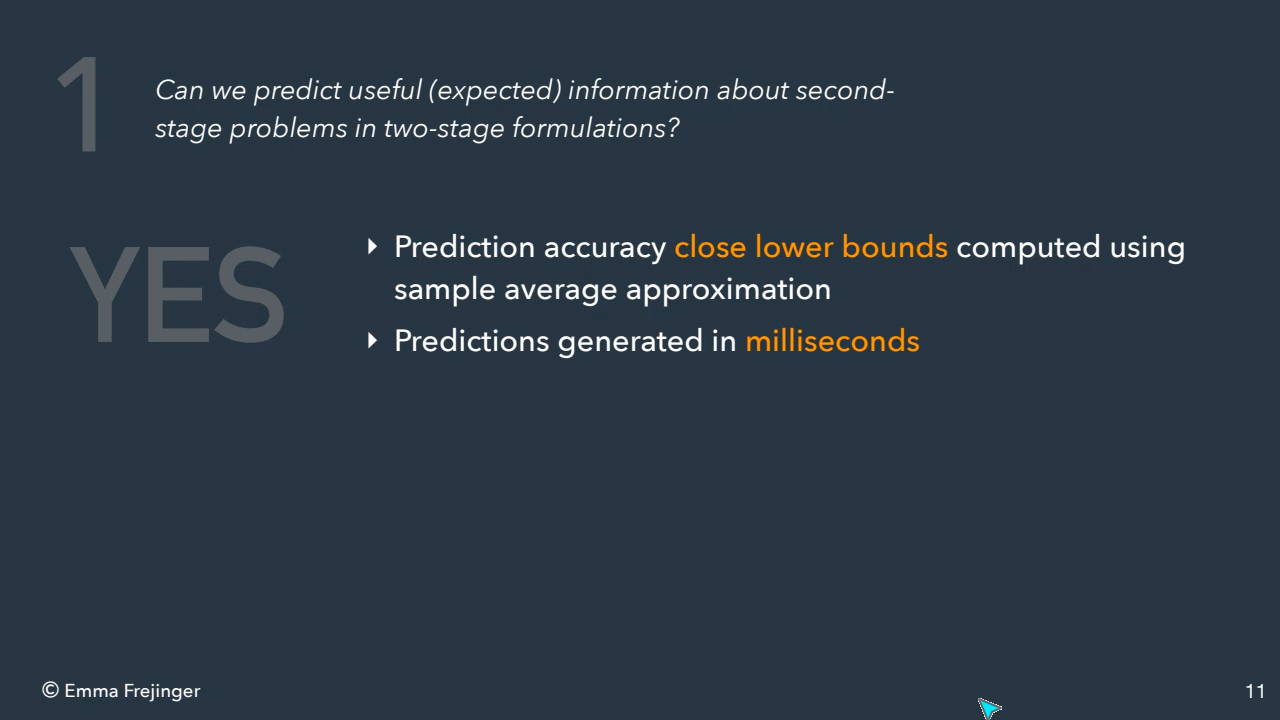 1
Can we predict useful (expected) information about second-
stage problems in two-stage formulations?
YES
Prediction accuracy close lower bounds computed using
sample average approximation
Predictions generated in milliseconds
© Emma Frejinger
11